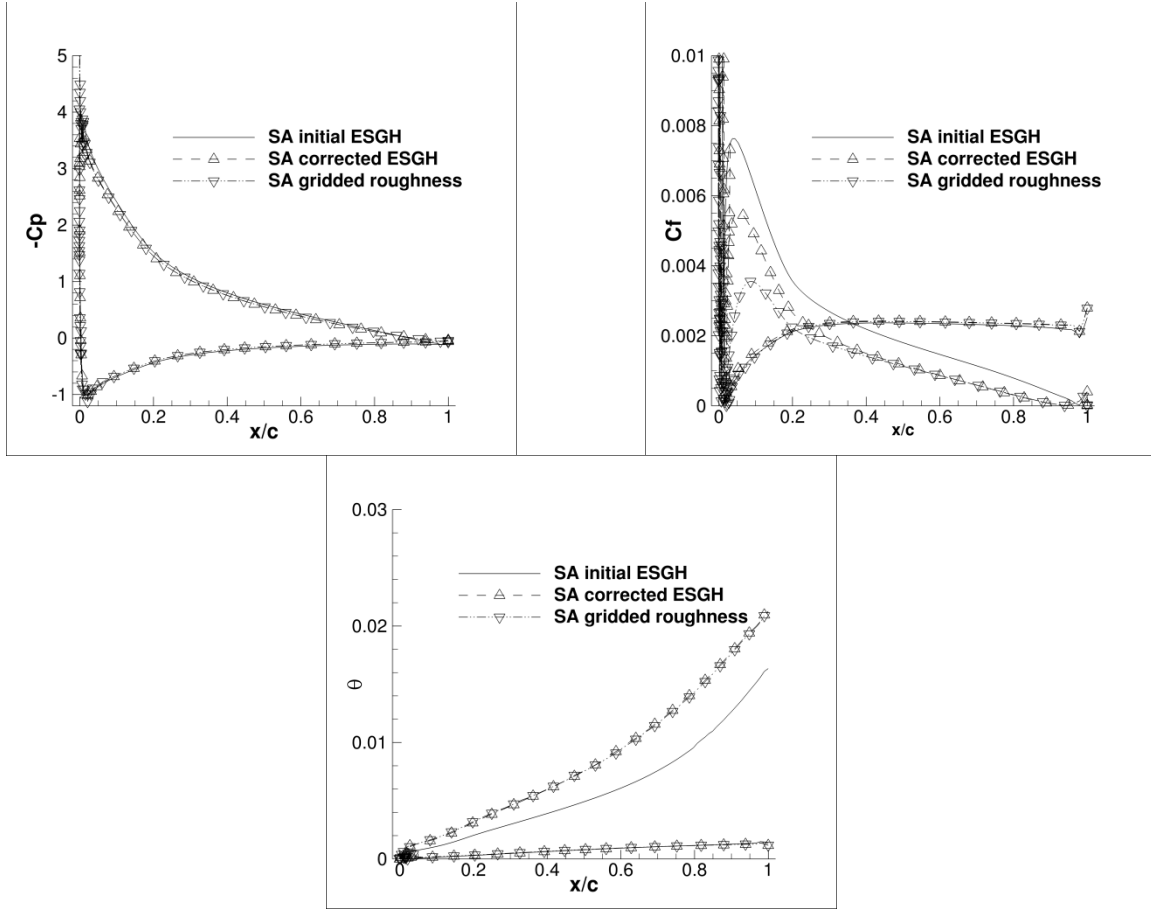 5
4
3
2
1
0
-1
-Cp
SA initial ESGH
SA corrected ESGH
SA gridded roughness
0 0.2 0.4 0.6 0.8 1
x/c
0.01
0.008
0.006
0.004
0.002
0
Cf
SA initial ESGH
SA corrected ESGH
SA gridded roughness
0 0.2 0.4 0.6 0.8 1
x/c
0.03
0.02
0.01
0
θ
SA initial ESGH
SA corrected ESGH
SA gridded roughness
0 0.2 0.4 0.6 0.8 1
x/c